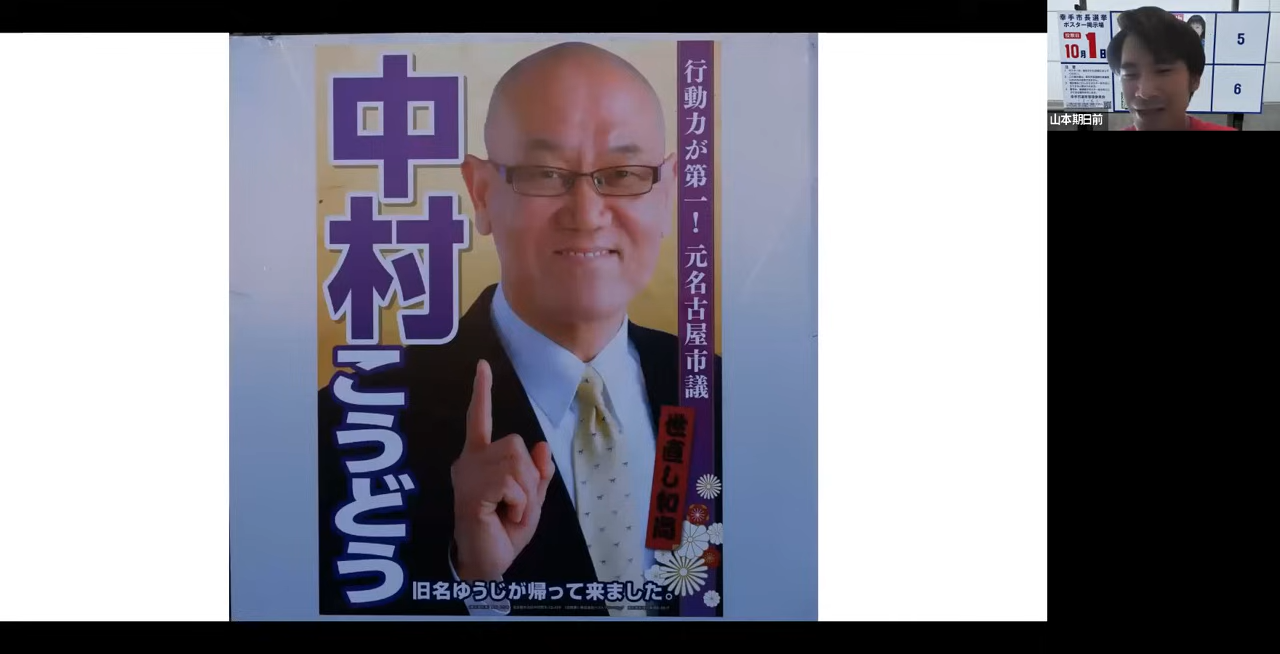 中村こうどう
行動力が第一！元名古屋市議
世直し和尚
旧名ゆうじが帰って来ました。
幸手市長選挙
ポスター掲示場
投票日
10月1日
5
6
山本期日前